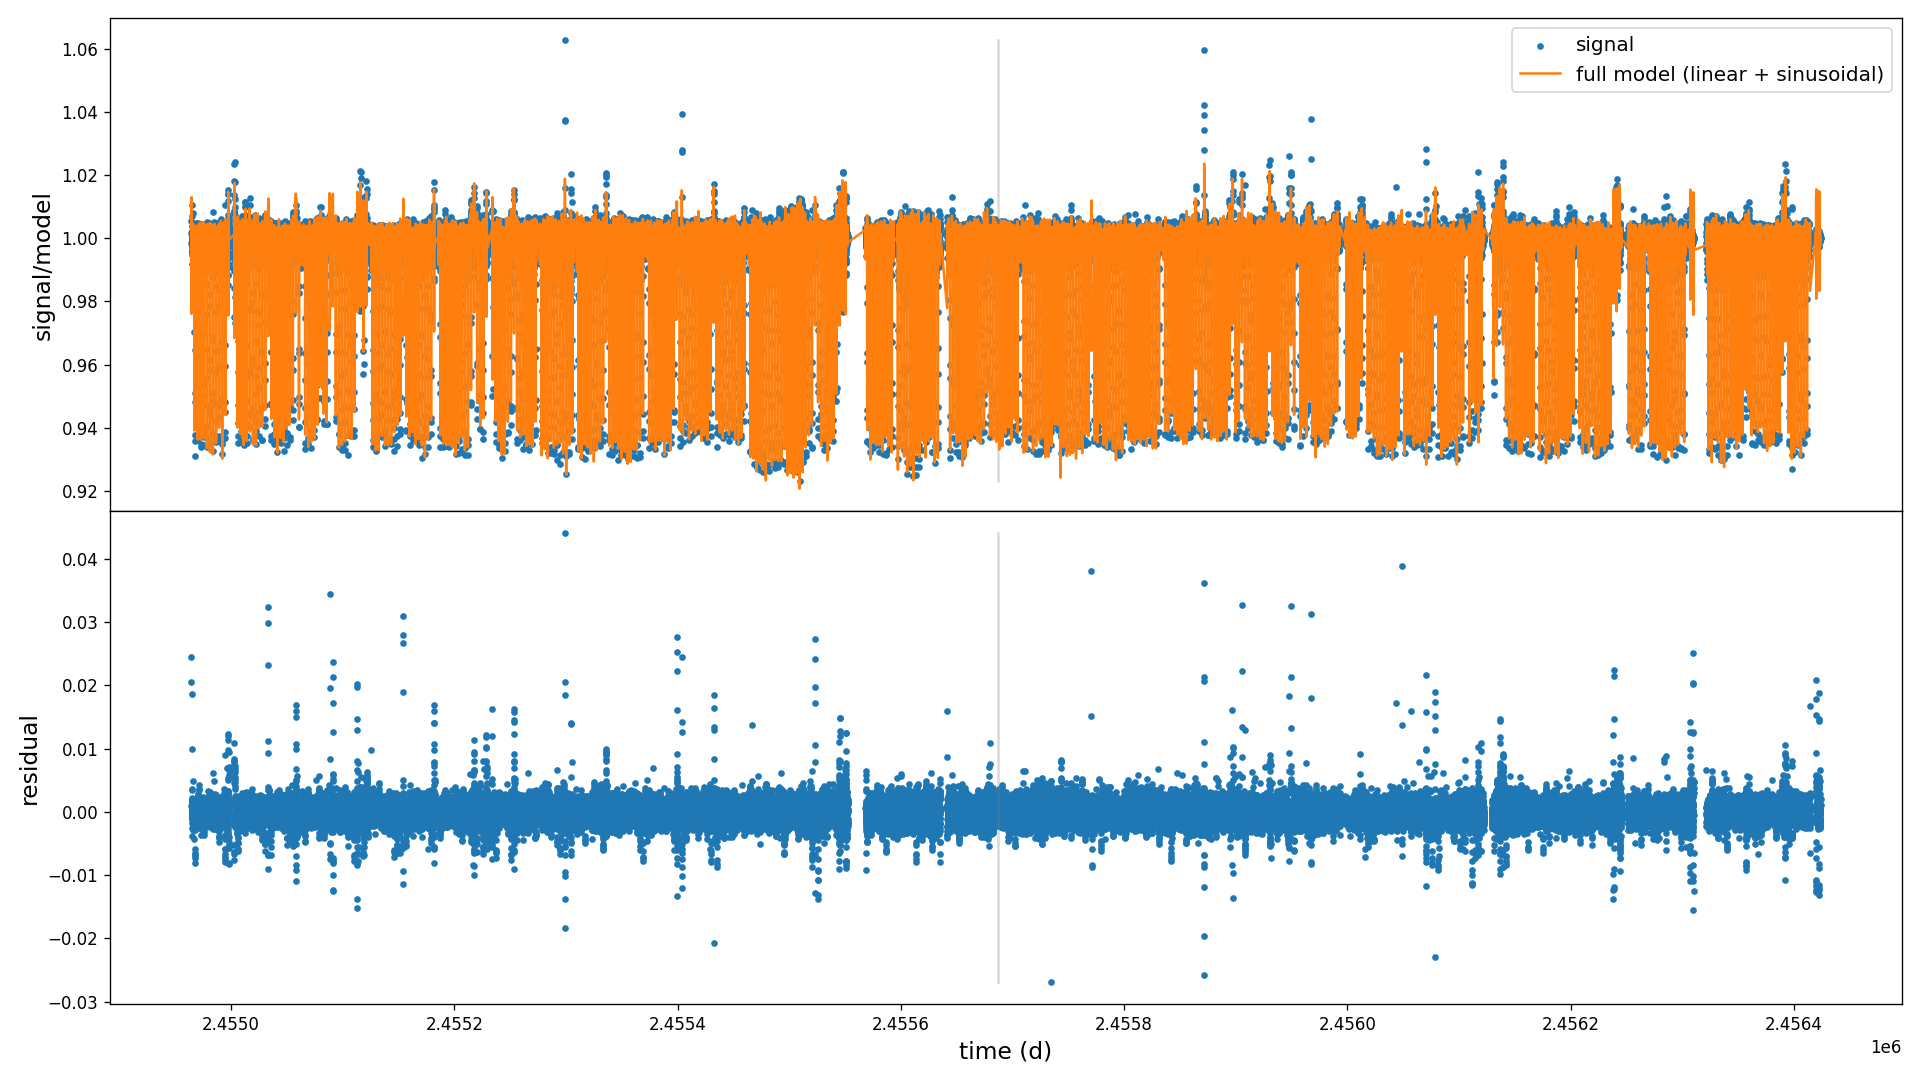 signal
full model (linear + sinusoidal)
1.06
1.04
1.02
1.00
0.98
0.96
0.94
0.92
signal/model
0.04
0.03
0.02
0.01
0.00
−0.01
−0.02
−0.03
residual
2.4550 2.4552 2.4554 2.4556 2.4558 2.4560 2.4562 2.4564
1e6
time (d)